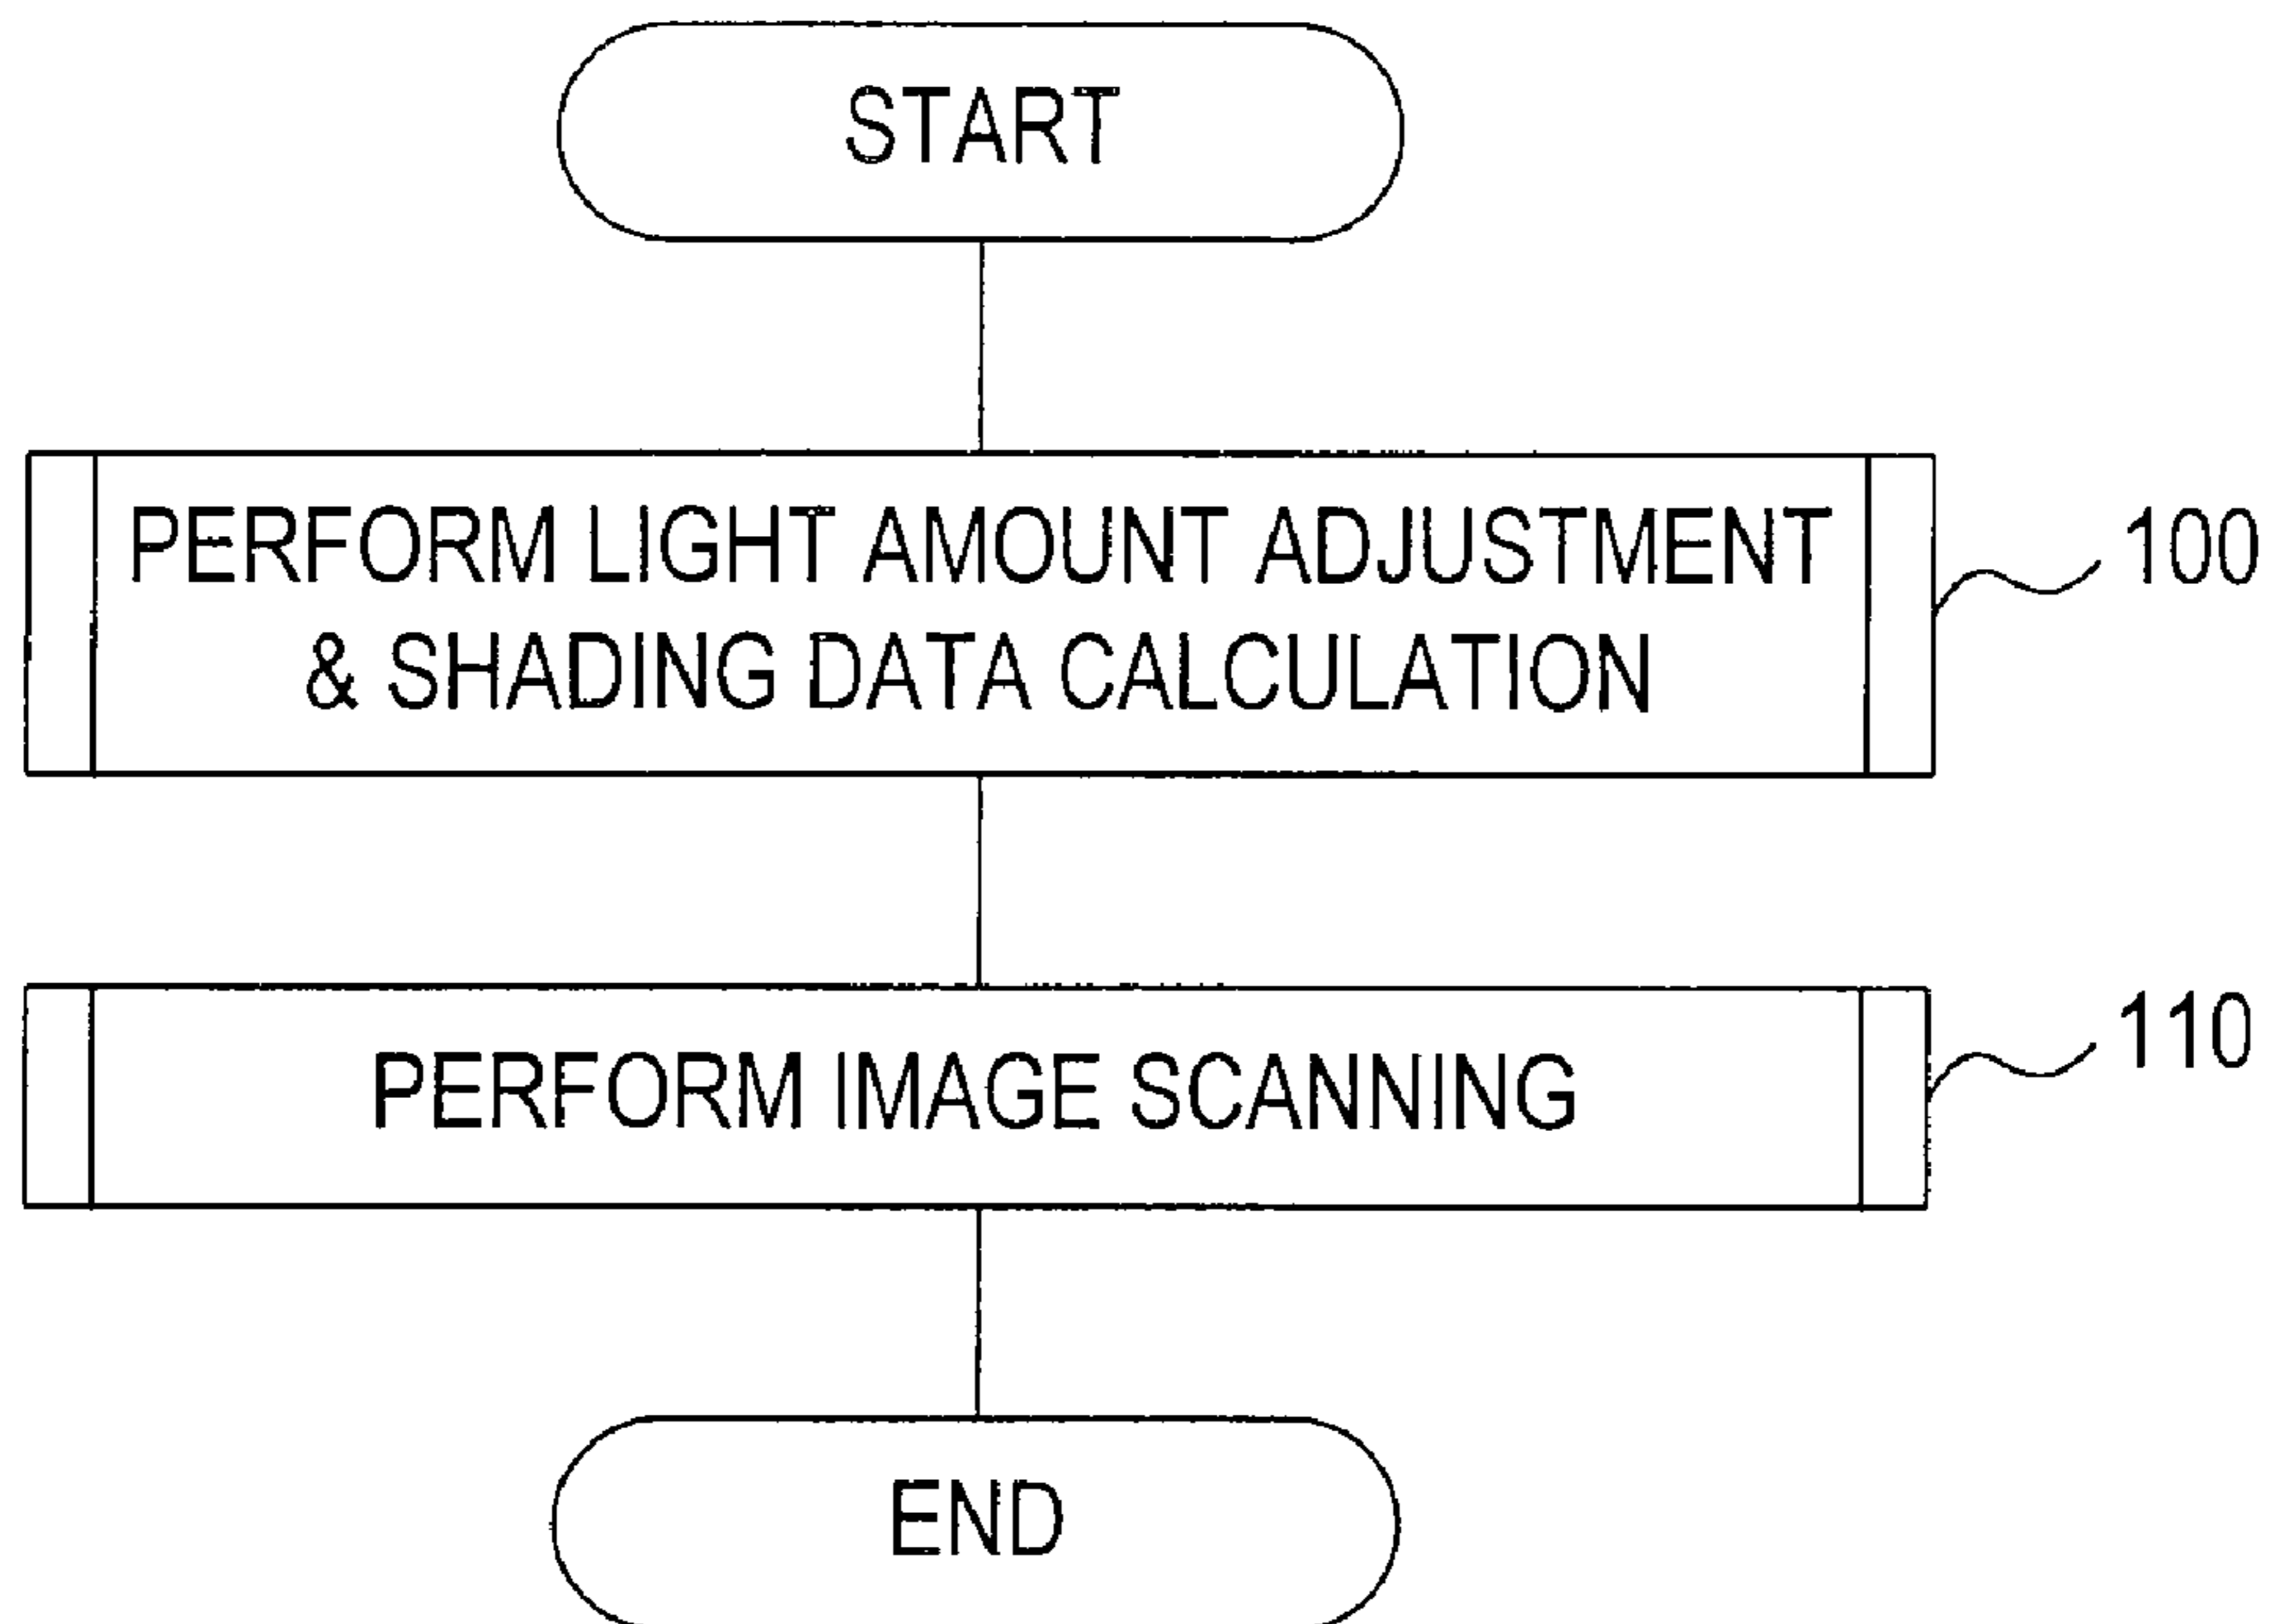 START
PERFORM LIGHT AMOUNT ADJUSTMENT
& SHADING DATA CALCULATION
100
PERFORM IMAGE SCANNING
110
END